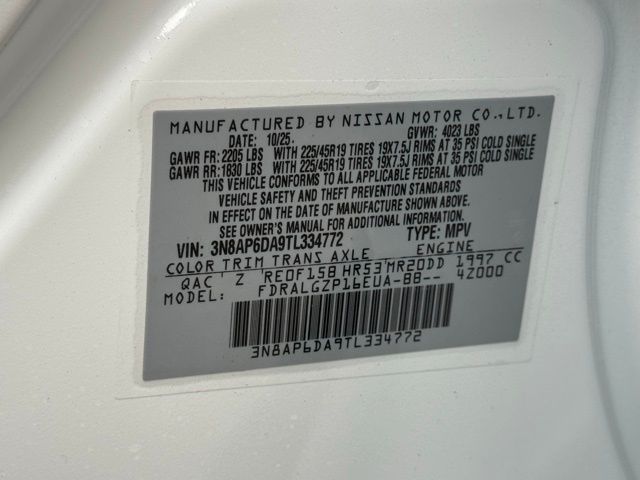 MANUFACTURED BY NISSAN MOTOR CO.,LTD.
DATE: 10/25 GVWR: 4023 LBS
GAWR FR: 2205 LBS WITH 225/45R19 TIRES 19X7.5J RIMS AT 35 PSI COLD SINGLE
GAWR RR: 1830 LBS WITH 225/45R19 TIRES 19X7.5J RIMS AT 35 PSI COLD SINGLE
THIS VEHICLE CONFORMS TO ALL APPLICABLE FEDERAL MOTOR
VEHICLE SAFETY AND THEFT PREVENTION STANDARDS
IN EFFECT ON THE DATE OF MANUFACTURE SHOWN ABOVE.
SEE OWNER'S MANUAL FOR ADDITIONAL INFORMATION.
VIN: 3N8AP6DA9TL334772 TYPE: MPV
COLOR TRIM TRANS AXLE ENGINE
QAC Z RE0F15B HR53 MR20DD 1997 CC
MODEL: FDRALGZP16EUA-BB-- 4Z000
3N8AP6DA9TL334772